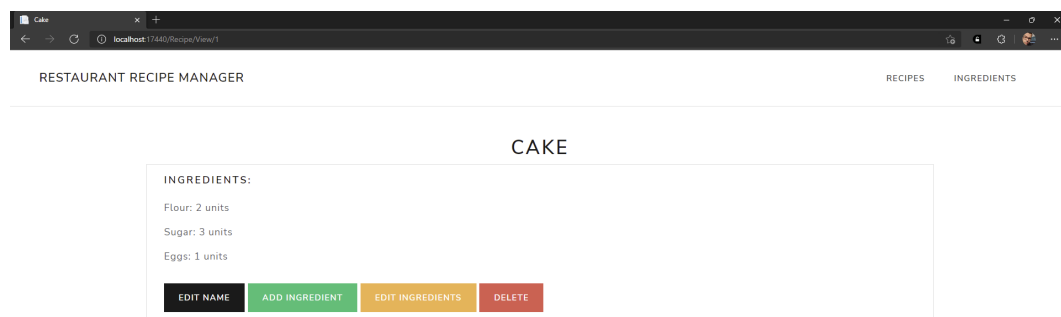 Cake
localhost:17440/Recipe/View/1
RESTAURANT RECIPE MANAGER
RECIPES INGREDIENTS
CAKE
INGREDIENTS:
Flour: 2 units
Sugar: 3 units
Eggs: 1 units
EDIT NAME ADD INGREDIENT EDIT INGREDIENTS DELETE